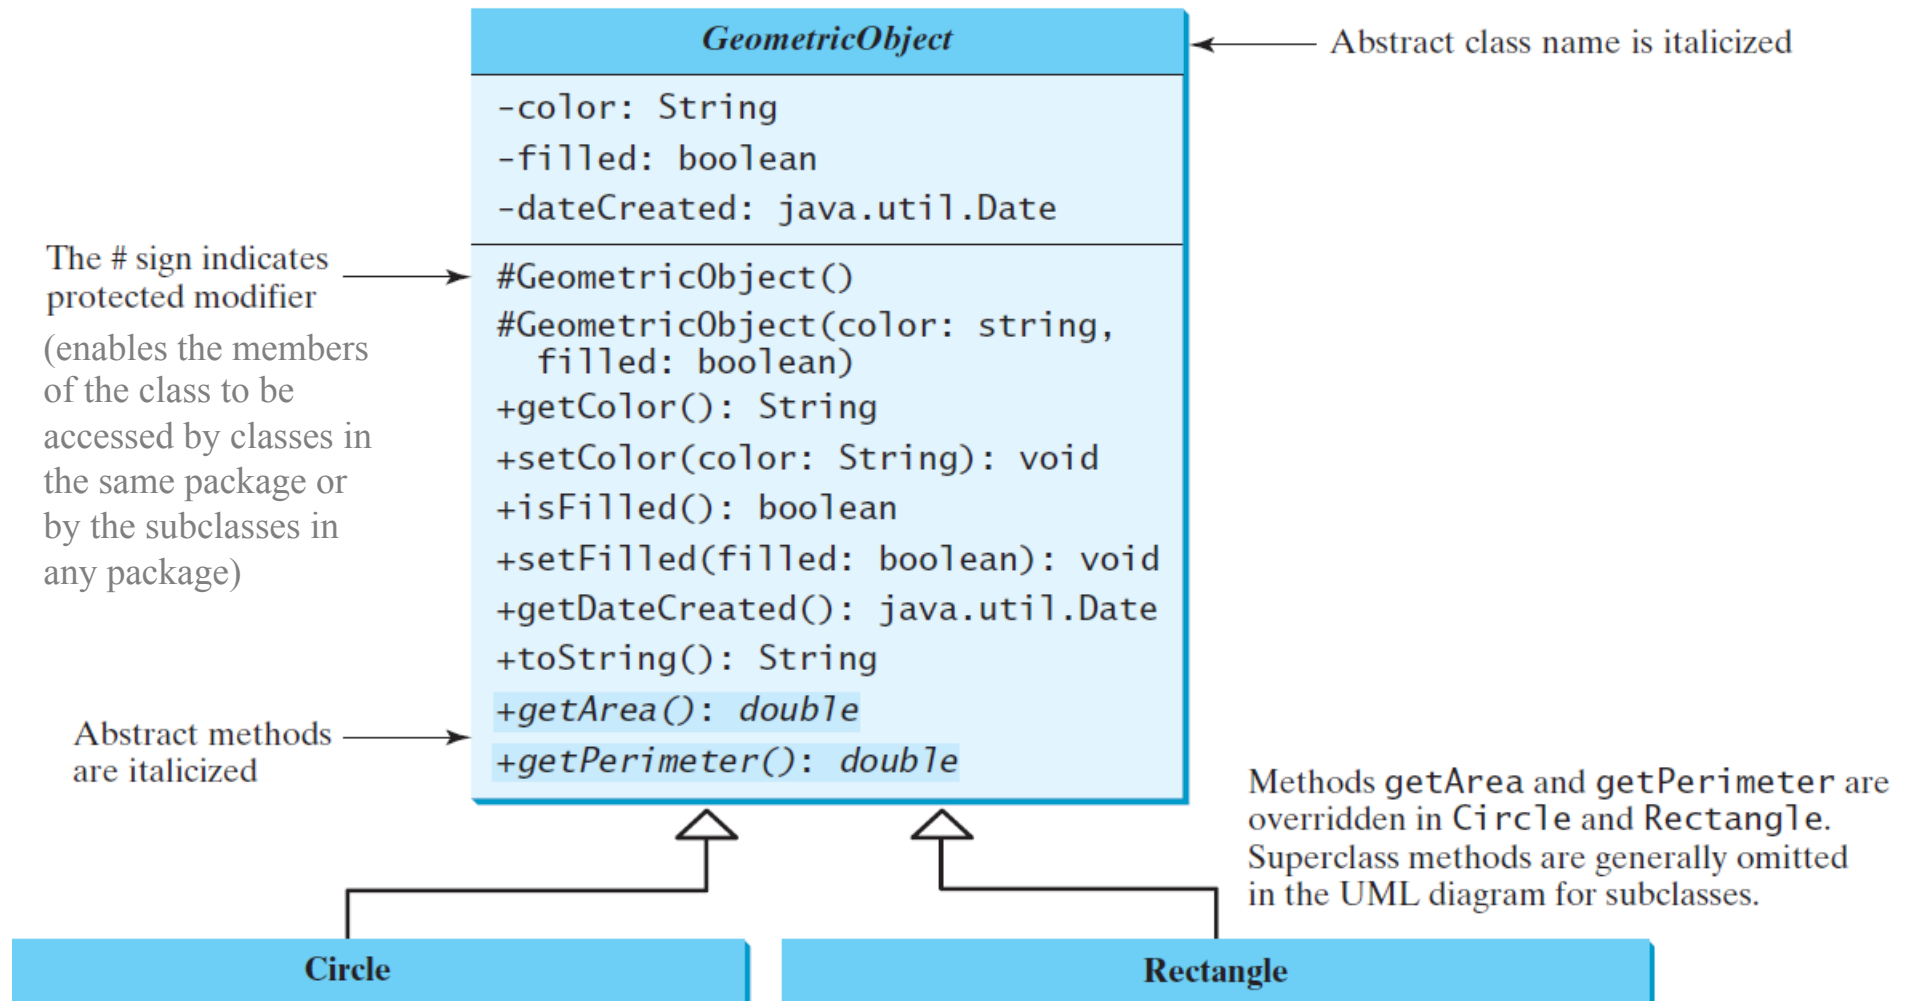 GeometricObject
Abstract class name is italicized
-color: String
-filled: boolean
-dateCreated: java.util.Date
The # sign indicates
protected modifier
(enables the members
of the class to be
accessed by classes in
the same package or
by the subclasses in
any package)
#GeometricObject()
#GeometricObject(color: string,
filled: boolean)
+getColor(): String
+setColor(color: String): void
+isFilled(): boolean
+setFilled(filled: boolean): void
+getDateCreated(): java.util.Date
+toString(): String
+getArea(): double
+getPerimeter(): double
Abstract methods
are italicized
Methods getArea and getPerimeter are
overridden in Circle and Rectangle.
Superclass methods are generally omitted
in the UML diagram for subclasses.
Circle
Rectangle